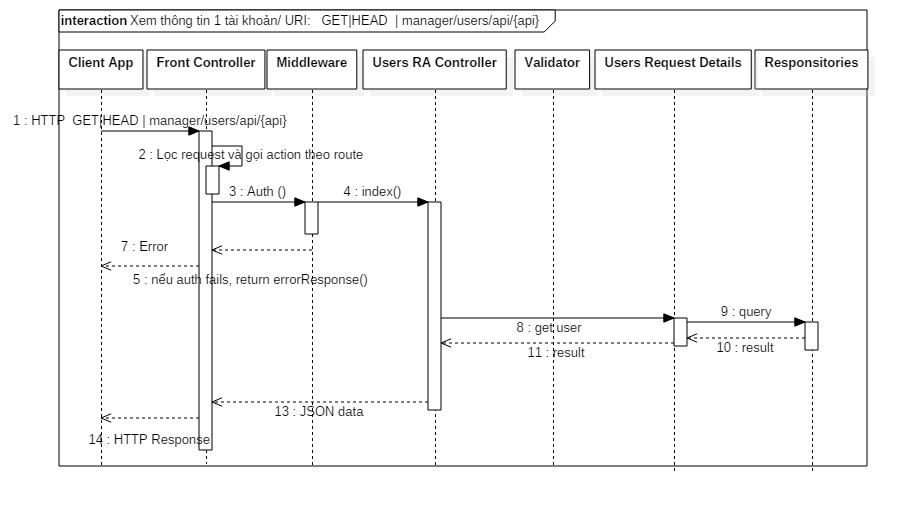 interaction Xem thông tin 1 tài khoản/ URI: GET|HEAD | manager/users/api/{api}
Client App
Front Controller
Middleware
Users RA Controller
Validator
Users Request Details
Responsitories
1 : HTTP GET|HEAD | manager/users/api/{api}
2 : Lọc request và gọi action theo route
3 : Auth ()
4 : index()
7 : Error
5 : nếu auth fails, return errorResponse()
9 : query
8 : get user
10 : result
11 : result
13 : JSON data
14 : HTTP Response